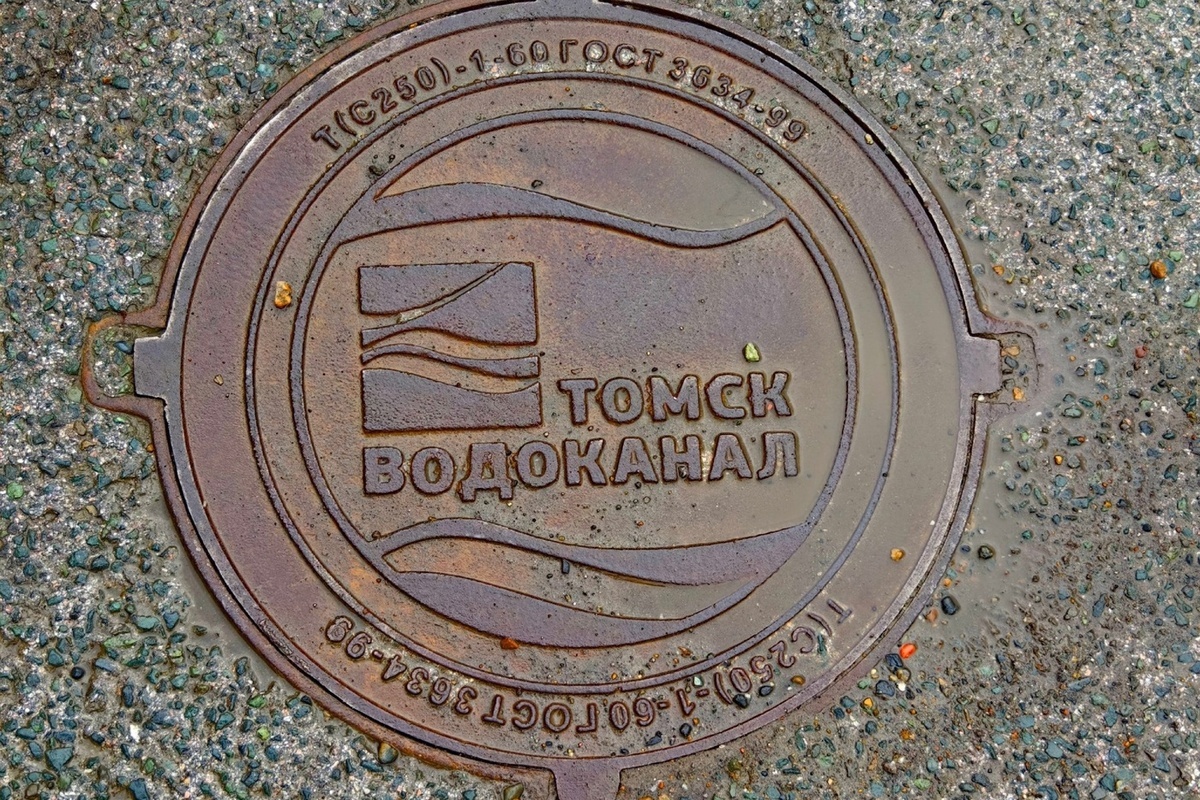 Т(С250)-1-60 ГОСТ 3634-99
ТОМСК
ВОДОКАНАЛ
Т(С250)-1-60 ГОСТ 3634-99